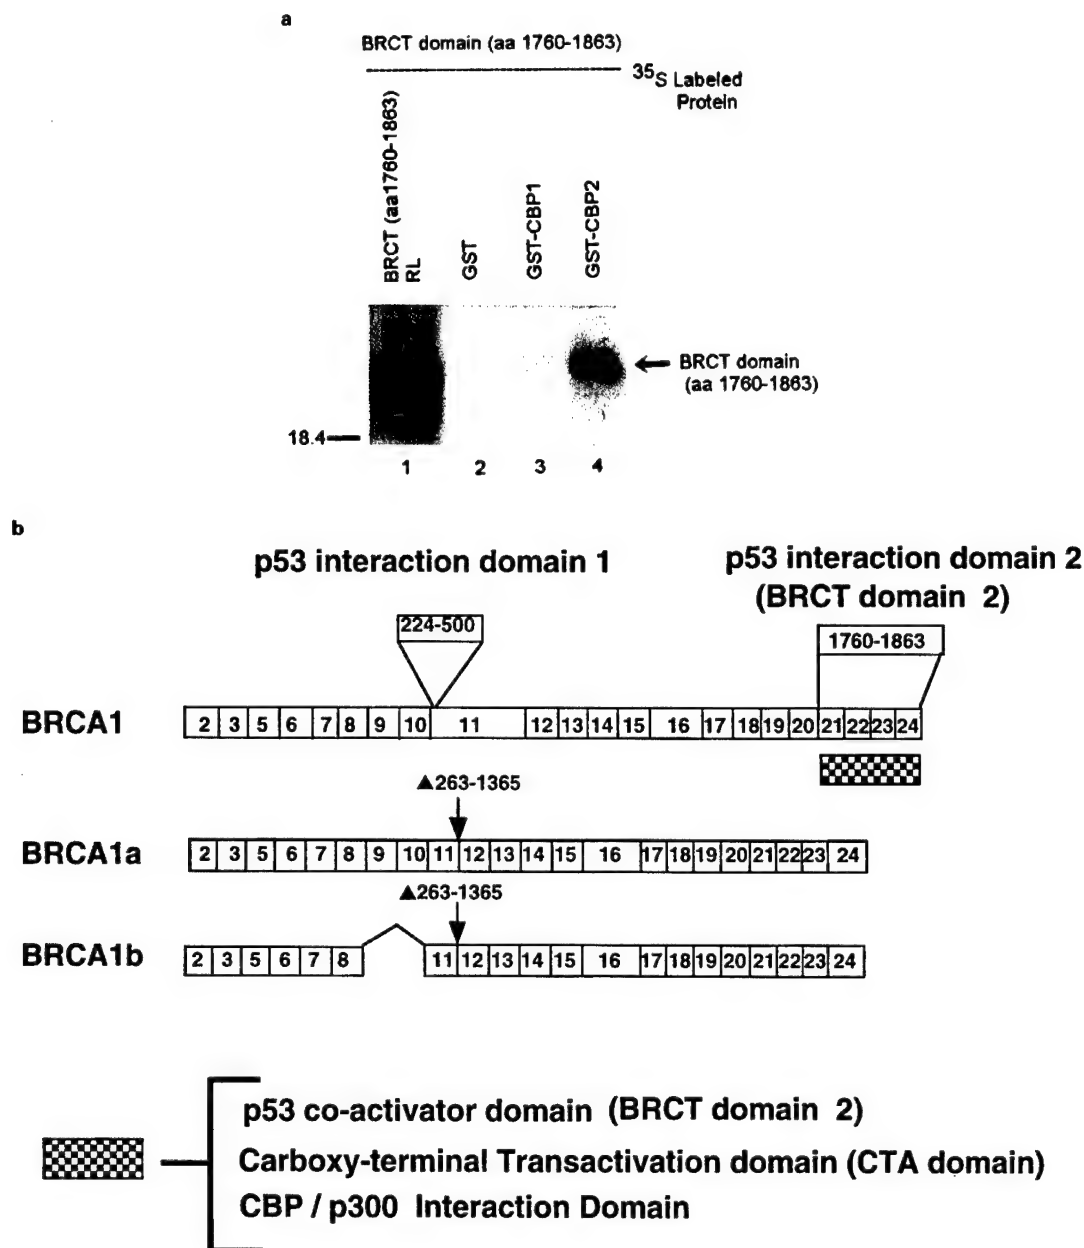 a
BRCT domain (aa 1760-1863)
35S Labeled
Protein
BRCT (aa1760-1863)
RL
GST
GST-CBP1
GST-CBP2
BRCT domain
(aa 1760-1863)
18.4
1 2 3 4
b
p53 interaction domain 1
p53 interaction domain 2
(BRCT domain 2)
224-500
1760-1863
BRCA1
2 3 5 6 7 8 9 10 11 12 13 14 15 16 17 18 19 20 21 22 23 24
▲263-1365
BRCA1a
2 3 5 6 7 8 9 10 11 12 13 14 15 16 17 18 19 20 21 22 23 24
▲263-1365
BRCA1b
2 3 5 6 7 8 11 12 13 14 15 16 17 18 19 20 21 22 23 24
p53 co-activator domain (BRCT domain 2)
Carboxy-terminal Transactivation domain (CTA domain)
CBP / p300 Interaction Domain